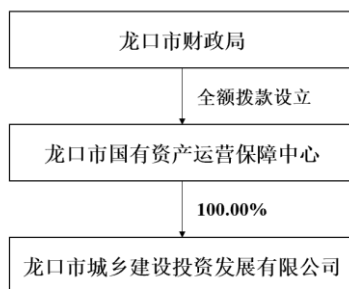 龙口市财政局
全额拨款设立
龙口市国有资产运营保障中心
100.00%
龙口市城乡建设投资发展有限公司